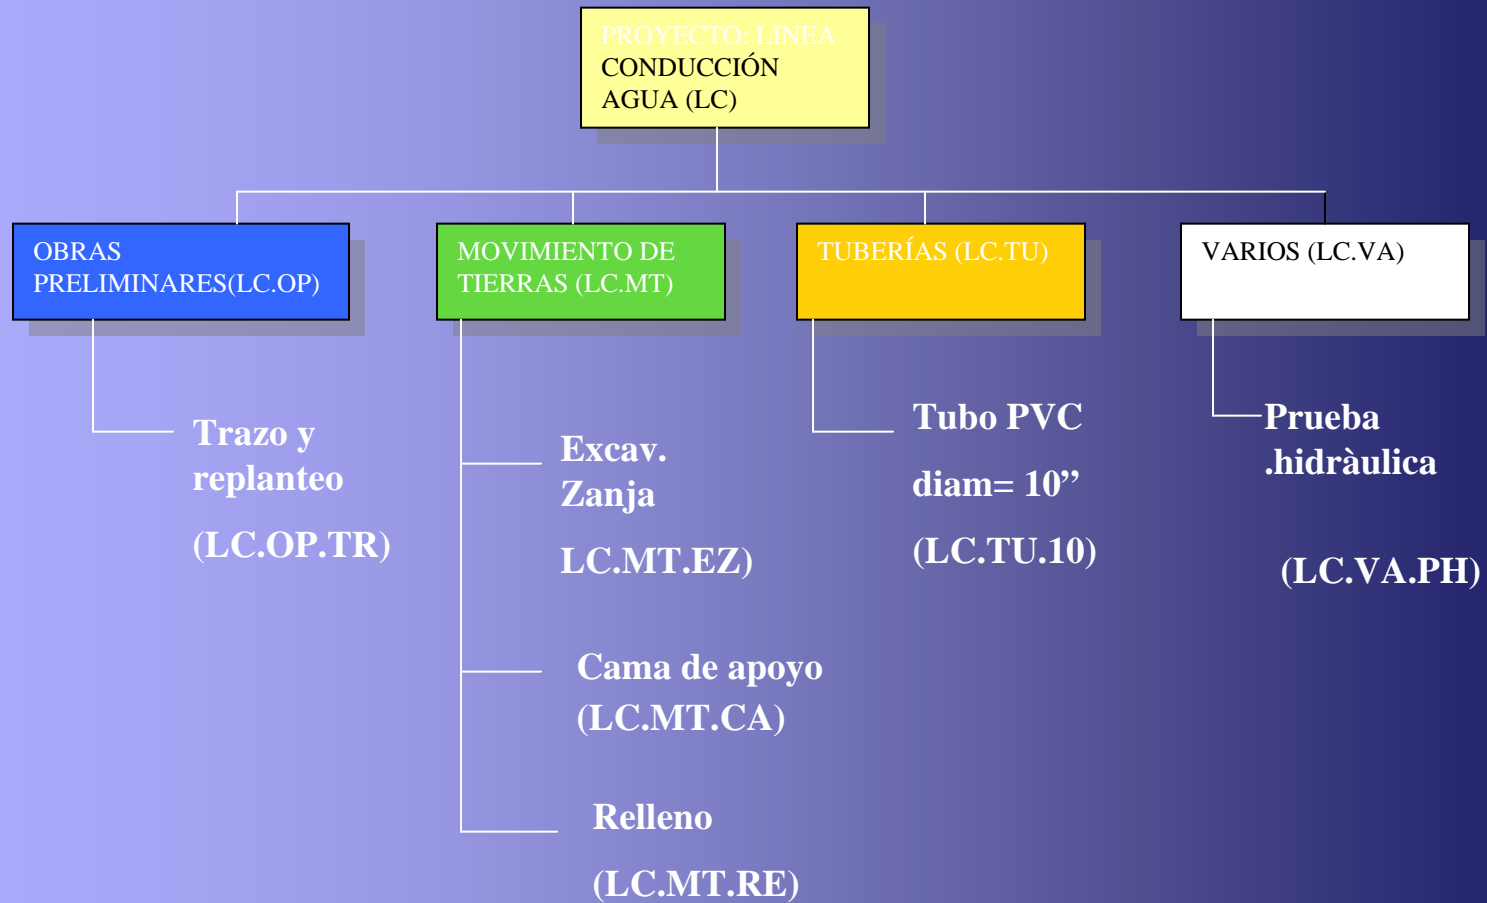 PROYECTO: LINEA
CONDUCCIÓN
AGUA (LC)
OBRAS
PRELIMINARES(LC.OP)
MOVIMIENTO DE
TIERRAS (LC.MT)
TUBERÍAS (LC.TU)
VARIOS (LC.VA)
Trazo y
replanteo
(LC.OP.TR)
Excav.
Zanja
LC.MT.EZ)
Cama de apoyo
(LC.MT.CA)
Relleno
(LC.MT.RE)
Tubo PVC
diam= 10”
(LC.TU.10)
Prueba
.hidràulica
(LC.VA.PH)